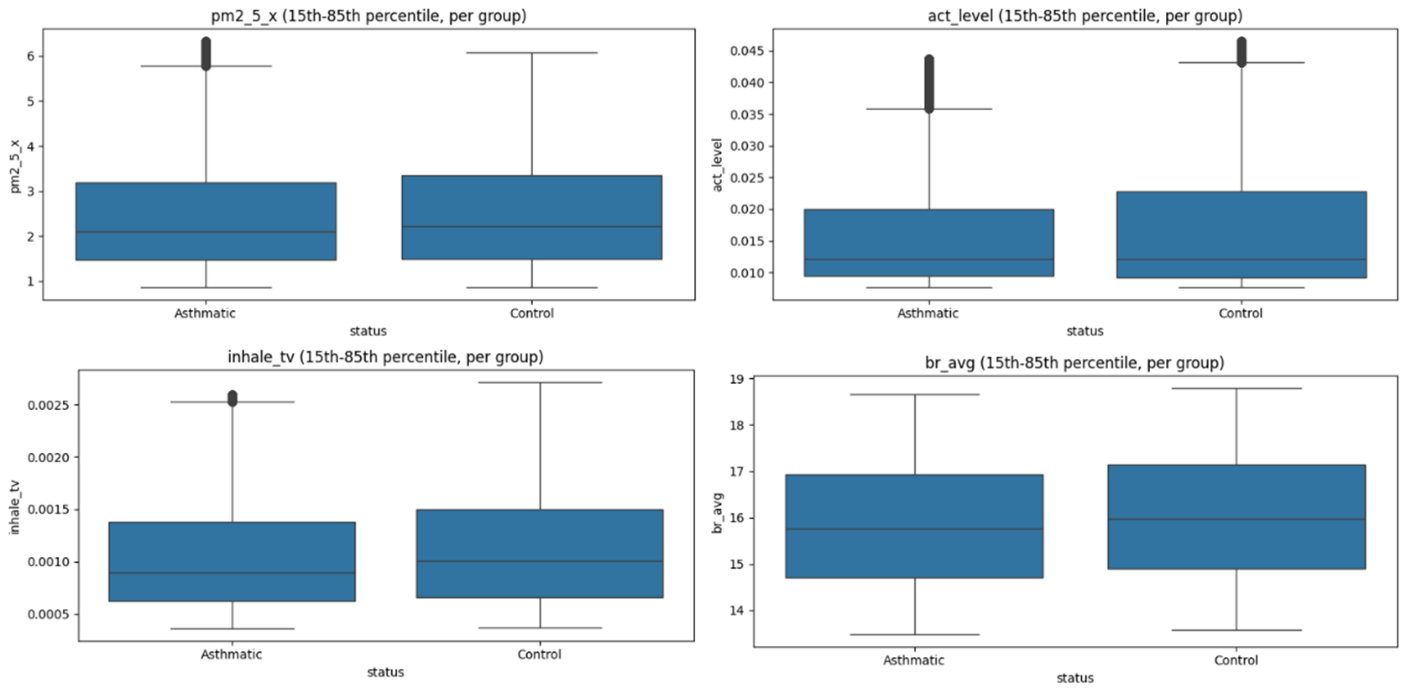 pm2_5_x (15th-85th percentile, per group)
pm2_5_x
6
5
4
3
2
1
Asthmatic
Control
status
act_level (15th-85th percentile, per group)
act_level
0.045
0.040
0.035
0.030
0.025
0.020
0.015
0.010
Asthmatic
Control
status
inhale_tv (15th-85th percentile, per group)
inhale_tv
0.0025
0.0020
0.0015
0.0010
0.0005
Asthmatic
Control
status
br_avg (15th-85th percentile, per group)
br_avg
19
18
17
16
15
14
Asthmatic
Control
status